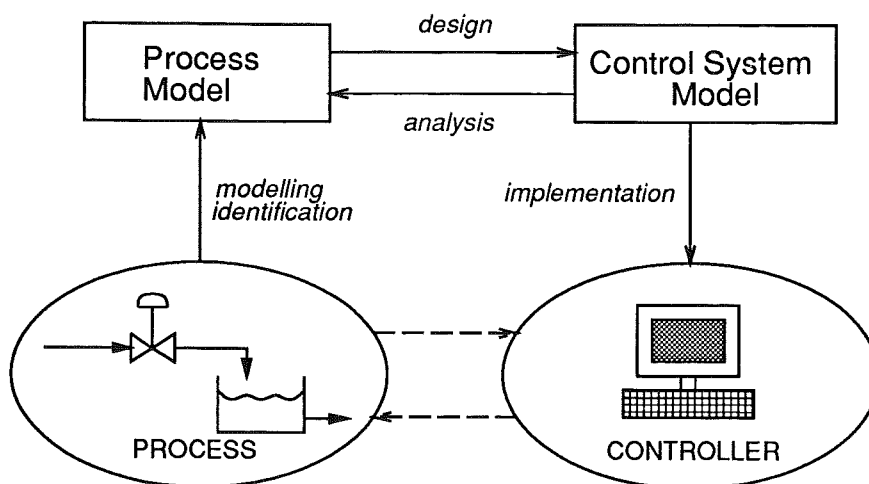 design
Process
Model
Control System
Model
analysis
modelling
identification
implementation
PROCESS
CONTROLLER